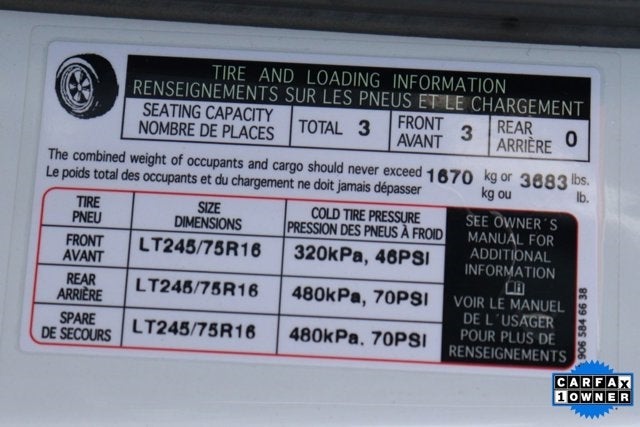 TIRE AND LOADING INFORMATION
RENSEIGNEMENTS SUR LES PNEUS ET LE CHARGEMENT
SEATING CAPACITY
NOMBRE DE PLACES
TOTAL 3
FRONT
AVANT
3
REAR
ARRIÈRE
0
The combined weight of occupants and cargo should never exceed 1670 kg or 3683 lbs.
Le poids total des occupants et du chargement ne doit jamais dépasser kg ou lb.
TIRE
PNEU
SIZE
DIMENSIONS
COLD TIRE PRESSURE
PRESSION DES PNEUS À FROID
FRONT
AVANT
LT245/75R16
320kPa, 46PSI
REAR
ARRIÈRE
LT245/75R16
480kPa, 70PSI
SPARE
DE SECOURS
LT245/75R16
480kPa, 70PSI
SEE OWNER'S
MANUAL FOR
ADDITIONAL
INFORMATION
VOIR LE MANUEL
DE L'USAGER
POUR PLUS DE
RENSEIGNEMENTS
906 584 66 38
CARFAX
1 OWNER